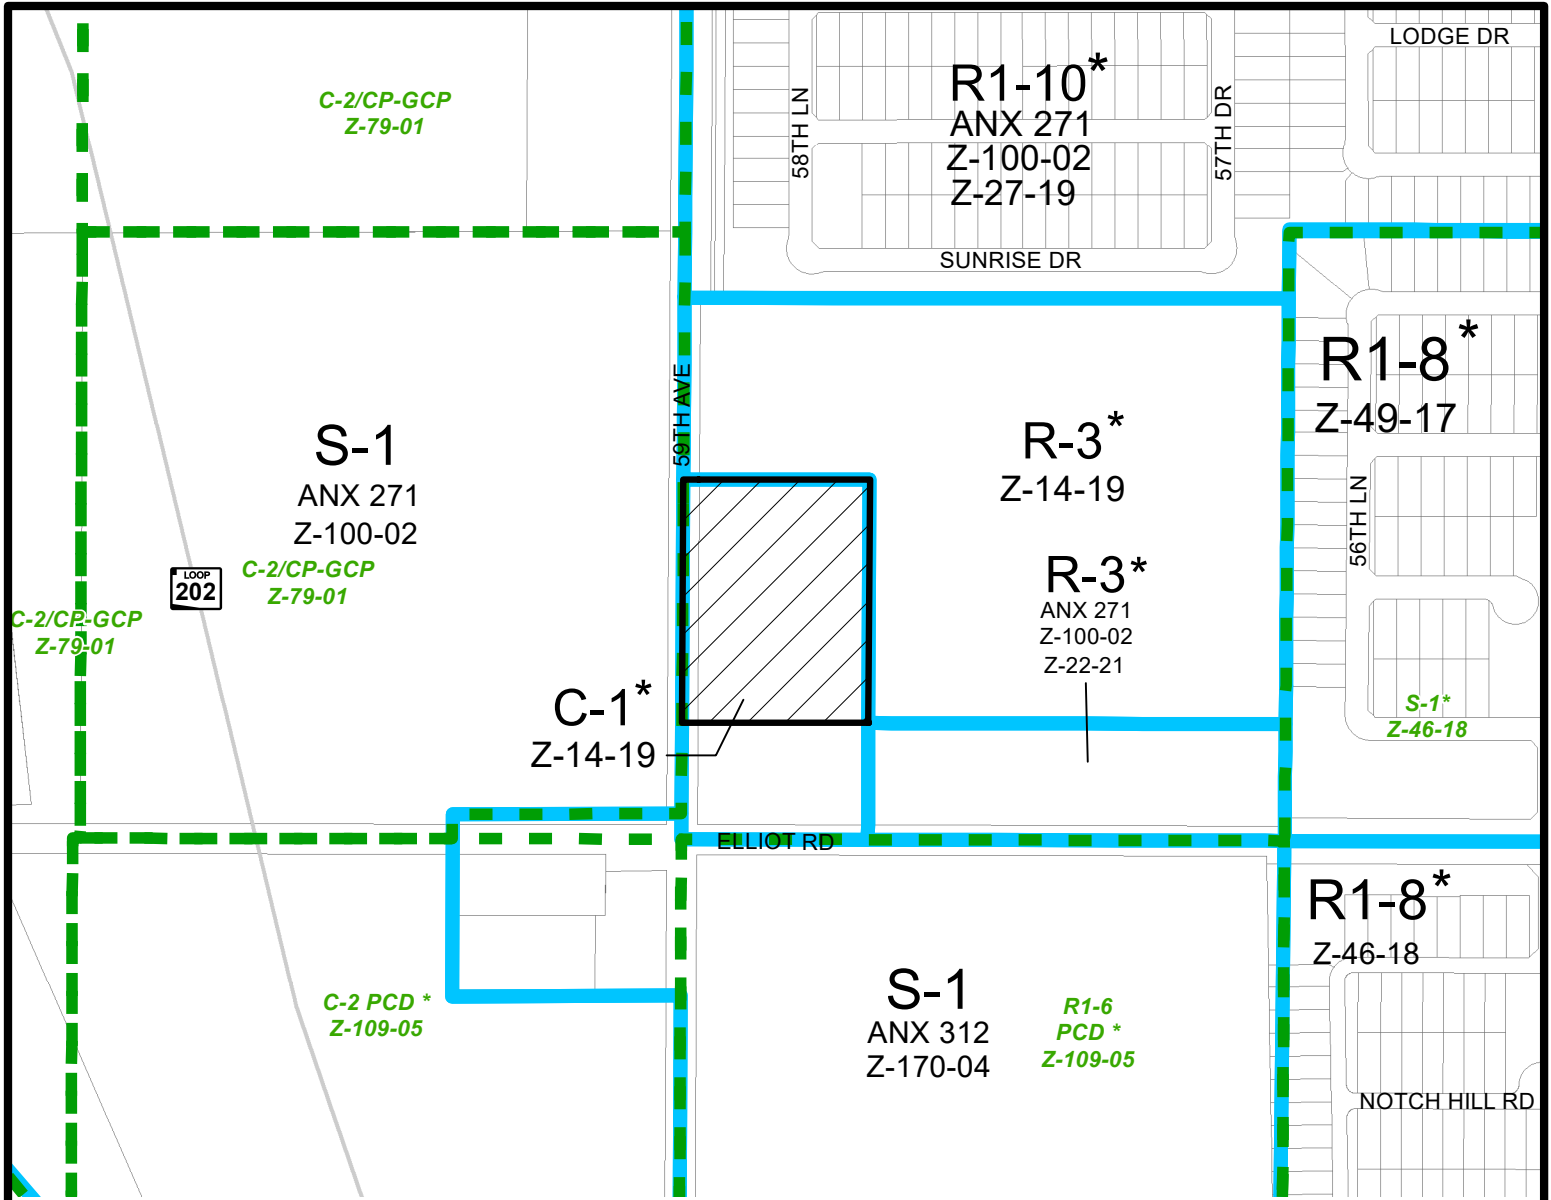 LODGE DR
C-2/CP-GCP
Z-79-01
58TH LN
R1-10*
ANX 271
Z-100-02
Z-27-19
57TH DR
SUNRISE DR
59TH AVE
R1-8*
Z-49-17
S-1
ANX 271
Z-100-02
C-2/CP-GCP
Z-79-01
LOOP
202
C-2/CP-GCP
Z-79-01
R-3*
Z-14-19
56TH LN
R-3*
ANX 271
Z-100-02
Z-22-21
C-1*
Z-14-19
S-1*
Z-46-18
ELLIOT RD
R1-8*
Z-46-18
C-2 PCD *
Z-109-05
S-1
ANX 312
Z-170-04
R1-6
PCD *
Z-109-05
NOTCH HILL RD